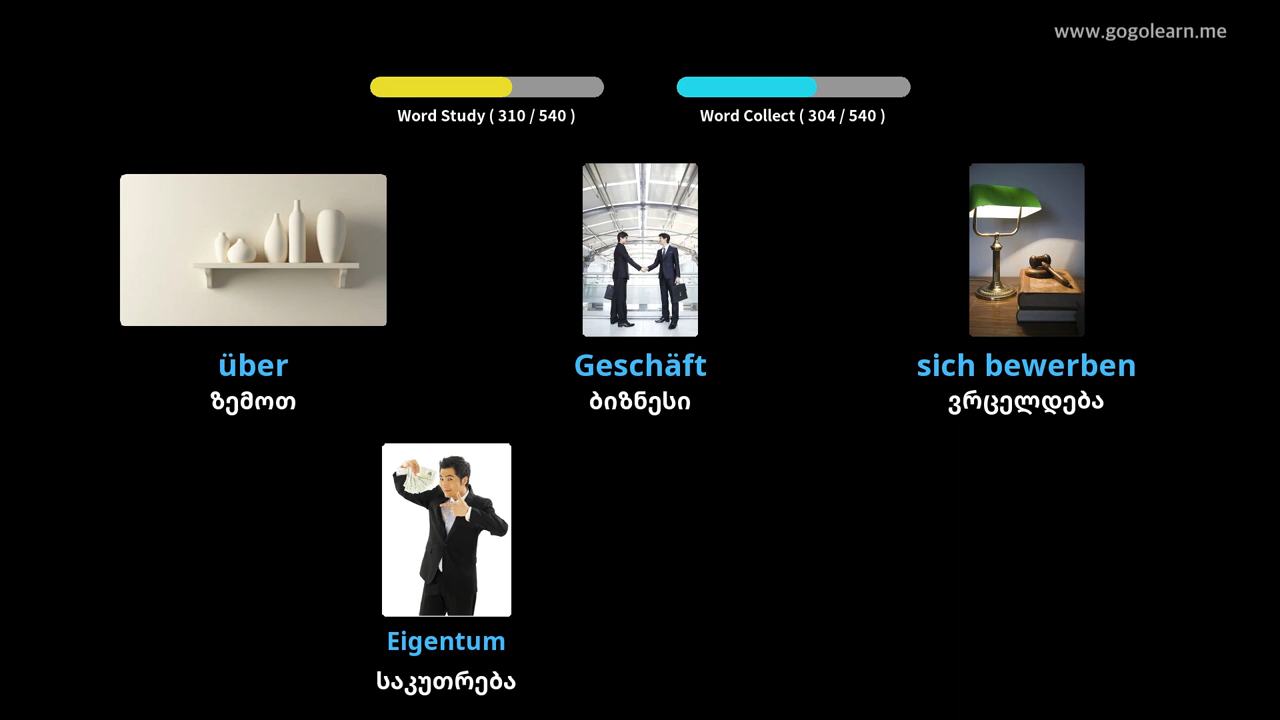 www.gogolearn.me
Word Study ( 310 / 540 )
Word Collect ( 304 / 540 )
über
ზემოთ
Geschäft
ბიზნესი
sich bewerben
ვრცელდება
Eigentum
საკუთრება